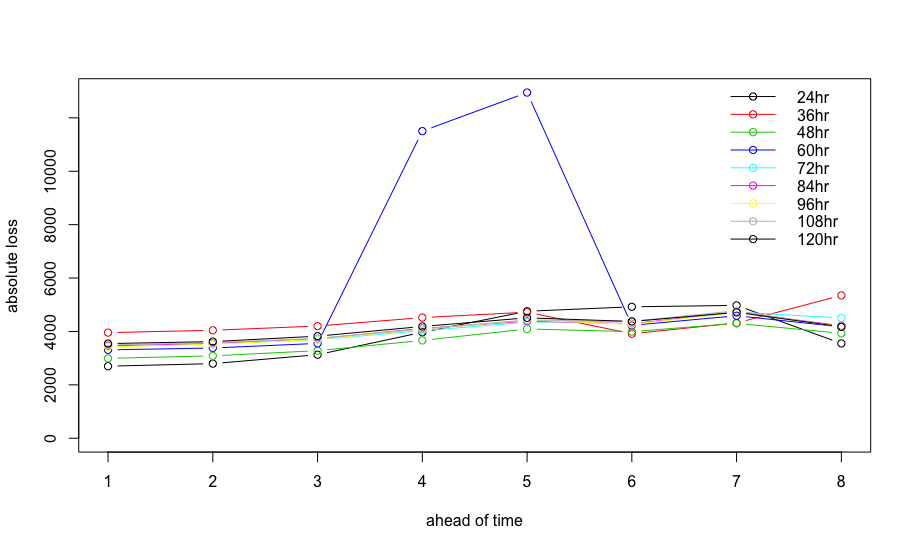 24hr
36hr
48hr
60hr
72hr
84hr
96hr
108hr
120hr
absolute loss
10000
8000
6000
4000
2000
0
1 2 3 4 5 6 7 8
ahead of time